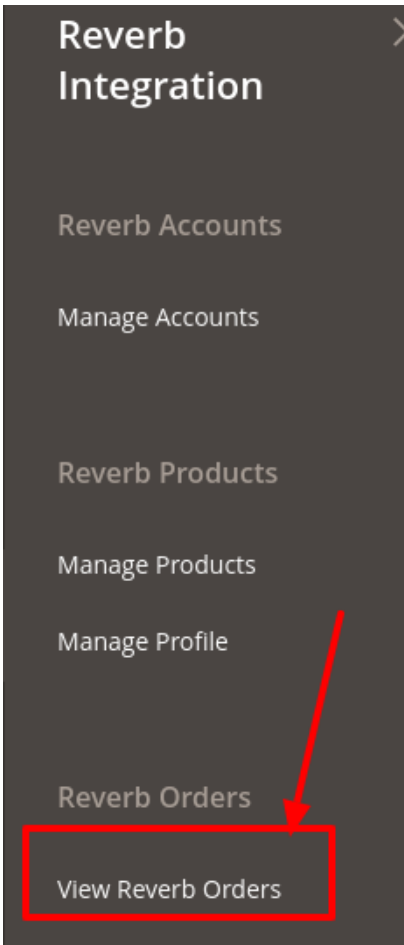 Reverb
Integration
Reverb Accounts
Manage Accounts
Reverb Products
Manage Products
Manage Profile
Reverb Orders
View Reverb Orders